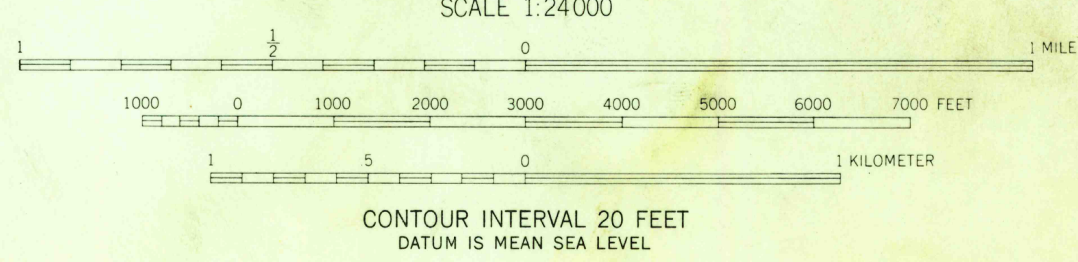 SCALE 1:24000
1 1/2 0 1 MILE
1000 0 1000 2000 3000 4000 5000 6000 7000 FEET
1 5 0 1 KILOMETER
CONTOUR INTERVAL 20 FEET
DATUM IS MEAN SEA LEVEL